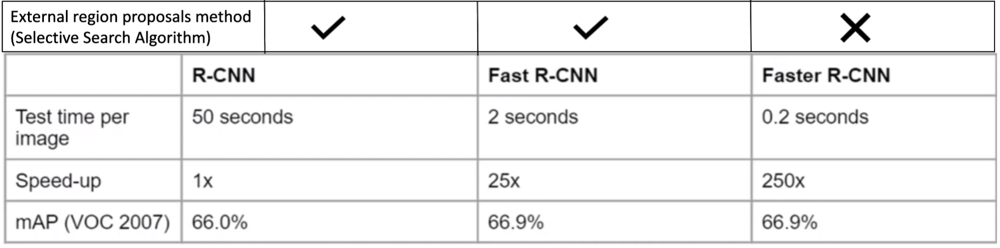 External region proposals method
(Selective Search Algorithm) ✓ ✓ ✕
R-CNN Fast R-CNN Faster R-CNN
Test time per
image 50 seconds 2 seconds 0.2 seconds
Speed-up 1x 25x 250x
mAP (VOC 2007) 66.0% 66.9% 66.9%